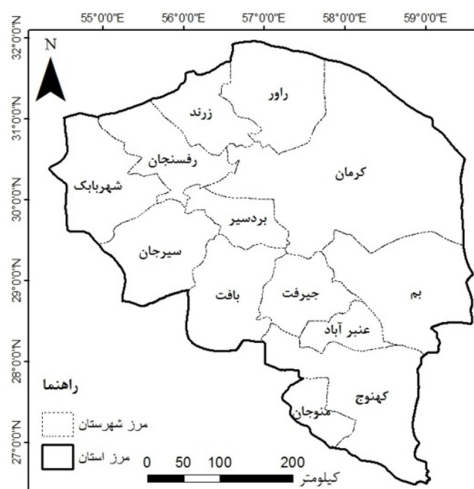 55°0'0"E 56°0'0"E 57°0'0"E 58°0'0"E 59°0'0"E
32°0'0"N
31°0'0"N
30°0'0"N
29°0'0"N
28°0'0"N
27°0'0"N
N
راور
زرند
رفسنجان
کرمان
شهربابک
بردسیر
سیرجان
بافت
جیرفت
بم
عنبر آباد
کهنوج
منوجان
راهنما
مرز شهرستان
مرز استان
0 50 100 200
کیلومتر